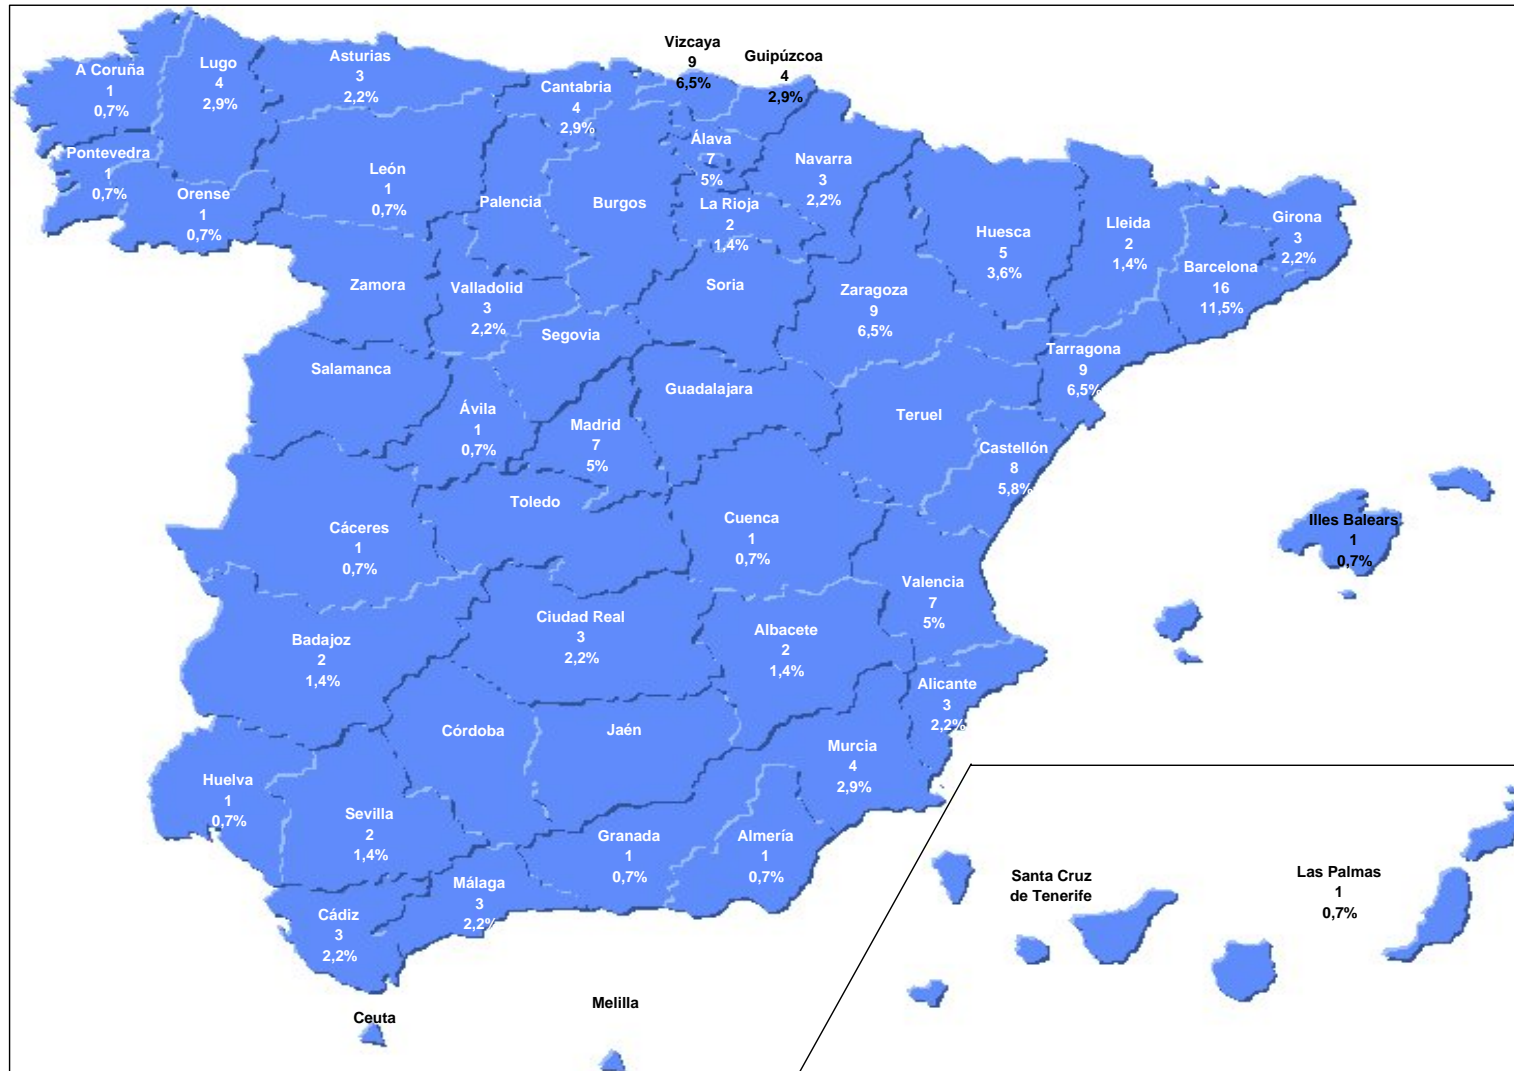 Vizcaya
9
6,5%
Guipúzcoa
4
2,9%
A Coruña
1
0,7%
Lugo
4
2,9%
Asturias
3
2,2%
Cantabria
4
2,9%
Álava
7
5%
Navarra
3
2,2%
Pontevedra
1
0,7%
Orense
1
0,7%
León
1
0,7%
Palencia
Burgos
La Rioja
2
1,4%
Huesca
5
3,6%
Lleida
2
1,4%
Girona
3
2,2%
Barcelona
16
11,5%
Zamora
Valladolid
3
2,2%
Soria
Zaragoza
9
6,5%
Segovia
Tarragona
9
6,5%
Salamanca
Ávila
1
0,7%
Madrid
7
5%
Guadalajara
Teruel
Castellón
8
5,8%
Toledo
Cáceres
1
0,7%
Cuenca
1
0,7%
Illes Balears
1
0,7%
Valencia
7
5%
Badajoz
2
1,4%
Ciudad Real
3
2,2%
Albacete
2
1,4%
Alicante
3
2,2%
Córdoba
Jaén
Murcia
4
2,9%
Huelva
1
0,7%
Sevilla
2
1,4%
Granada
1
0,7%
Almería
1
0,7%
Málaga
3
2,2%
Cádiz
3
2,2%
Santa Cruz
de Tenerife
Las Palmas
1
0,7%
Ceuta
Melilla